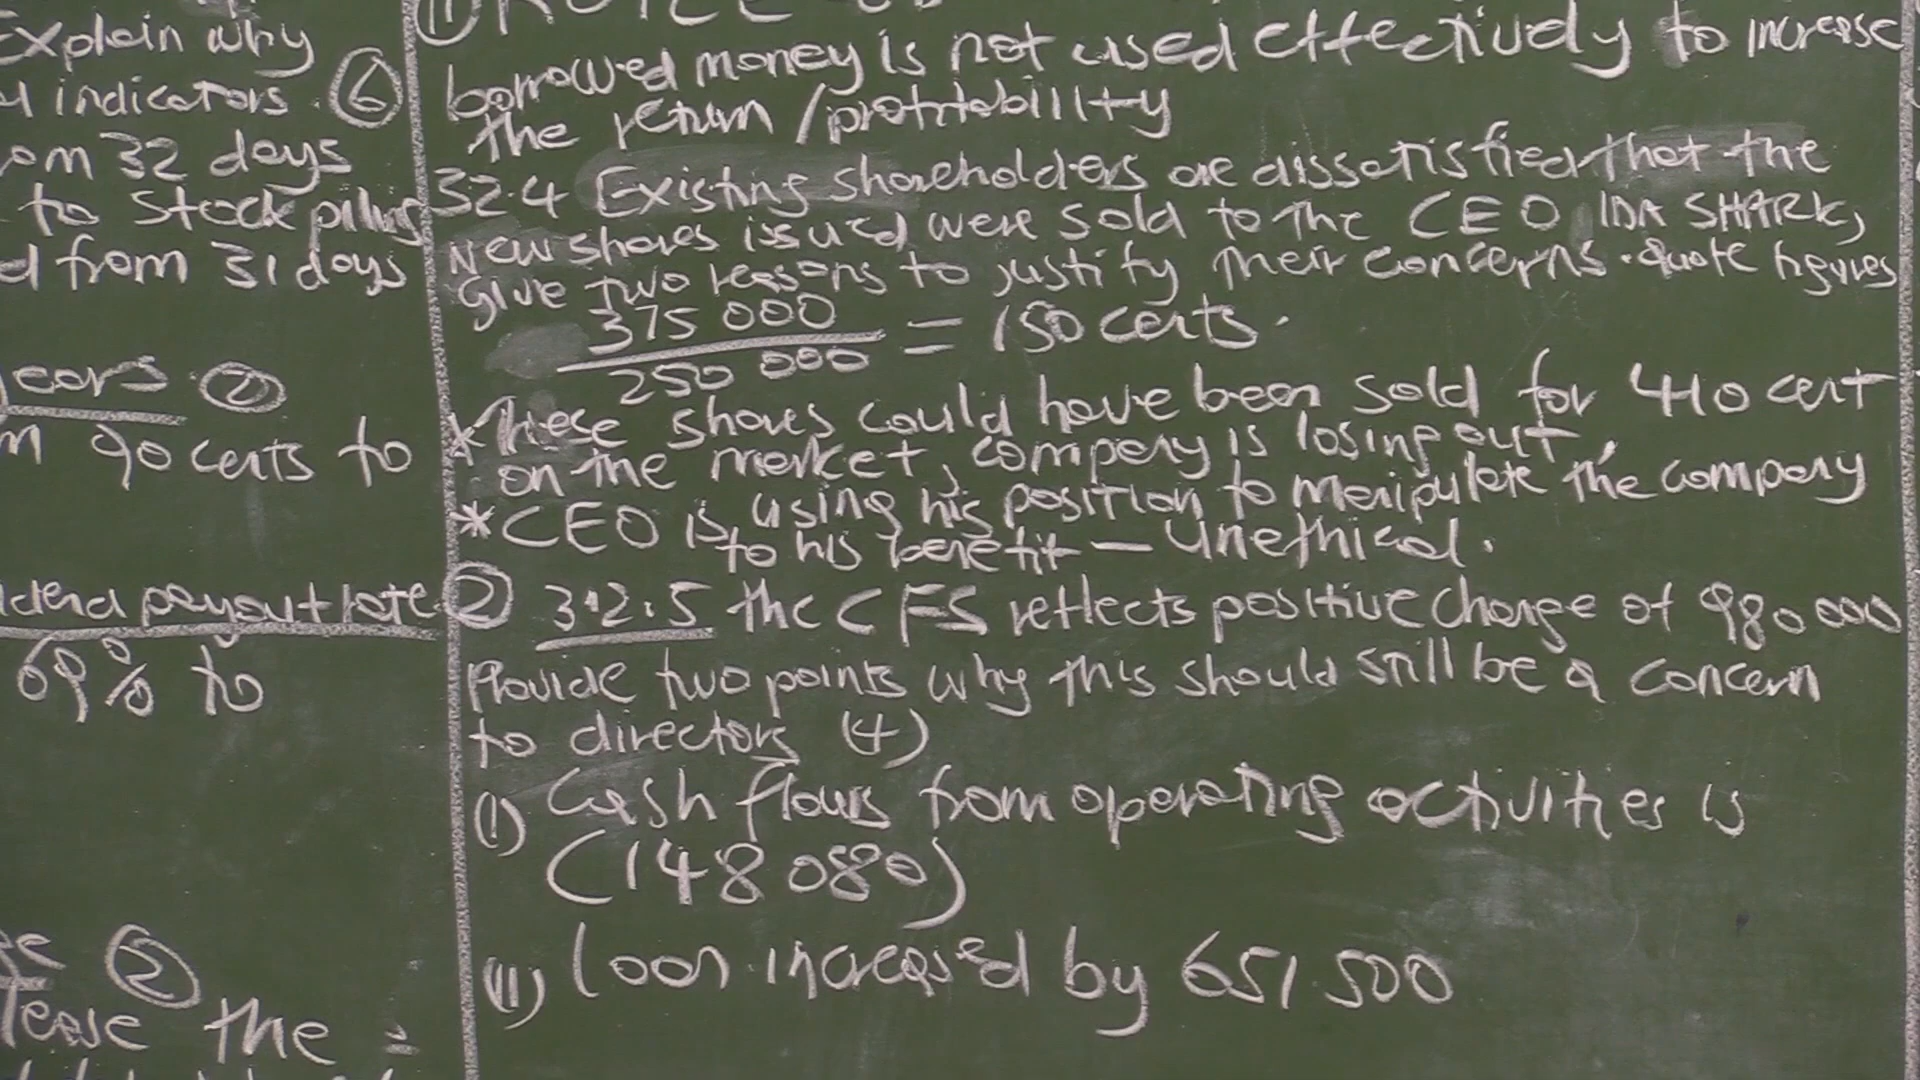 Explain why
indicators. 6
om 32 days
to Stock piling
d from 31 days
ears 2
m 90 cents to
idend payout rate
69% to
2
the
borrowed money is not used effectively to increase
the return / profitability
32.4 Existing shareholders are dissatisfied that the
New shares issued were sold to the CEO IDA SHARK,
Give two reasons to justify their concerns. quote figures
375 000
250 000 = 150 cents.
* These shares could have been sold for 410 cent
on the market, company is losing out.
* CEO is using his position to manipulate the company
to his benefit — unethical.
2 3.2.5 The CFS reflects positive change of 980 000
Provide two points why this should still be a concern
to directors (4)
(i) Cash flows from operating activities is
(148 080)
(ii) loan increased by 651 500